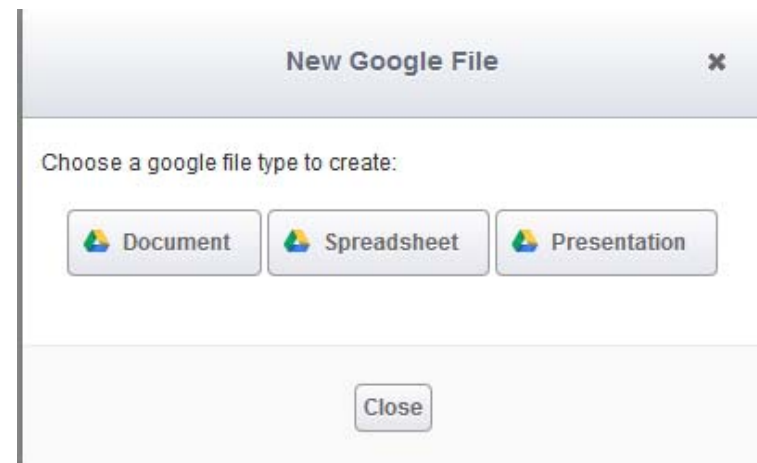 New Google File
Choose a google file type to create:
Document Spreadsheet Presentation
Close